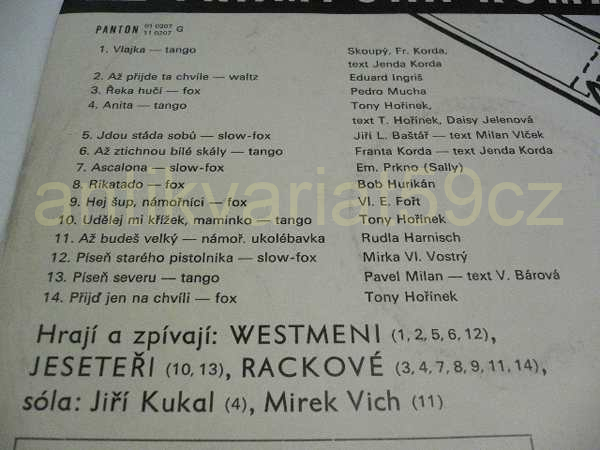 PANTON 01 0207 G
11 0207
1. Vlajka — tango Skoupý, Fr. Korda,
text Jenda Korda
2. Až přijde ta chvíle — waltz Eduard Ingriš
3. Řeka hučí — fox Pedro Mucha
4. Anita — tango Tony Hořínek,
text T. Hořínek, Daisy Jelenová
5. Jdou stáda sobů — slow-fox Jiří L. Baštář — text Milan Vlček
6. Až ztichnou bílé skály — tango Franta Korda — text Jenda Korda
7. Ascalona — slow-fox Em. Prkno (Sally)
8. Rikatado — fox Bob Hurikán
9. Hej šup, námořníci — fox Vl. E. Fořt
10. Udělej mi křížek, maminko — tango Tony Hořínek
11. Až budeš velký — námoř. ukolébavka Rudla Harnisch
12. Píseň starého pistolníka — slow-fox Mirka Vl. Vostrý
13. Píseň severu — tango Pavel Milan — text V. Bárová
14. Přijď jen na chvíli — fox Tony Hořínek
Hrají a zpívají: WESTMENI (1, 2, 5, 6, 12),
JESETEŘI (10, 13), RACKOVÉ (3, 4, 7, 8, 9, 11, 14),
sóla: Jiří Kukal (4), Mirek Vich (11)